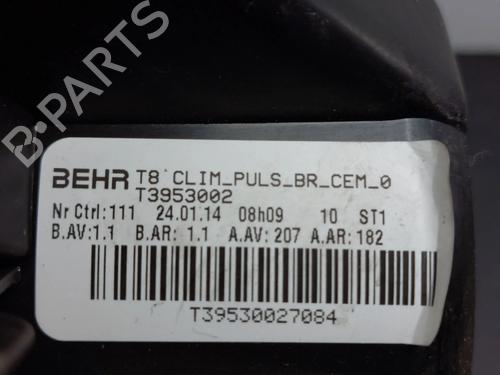 B-Parts
BEHR T8 CLIM_PULS_BR_CEM_0
T3953002
Nr Ctrl:111 24.01.14 08h09 10 ST1
B.AV:1.1 B.AR: 1.1 A.AV: 207 A.AR: 182
T39530027084